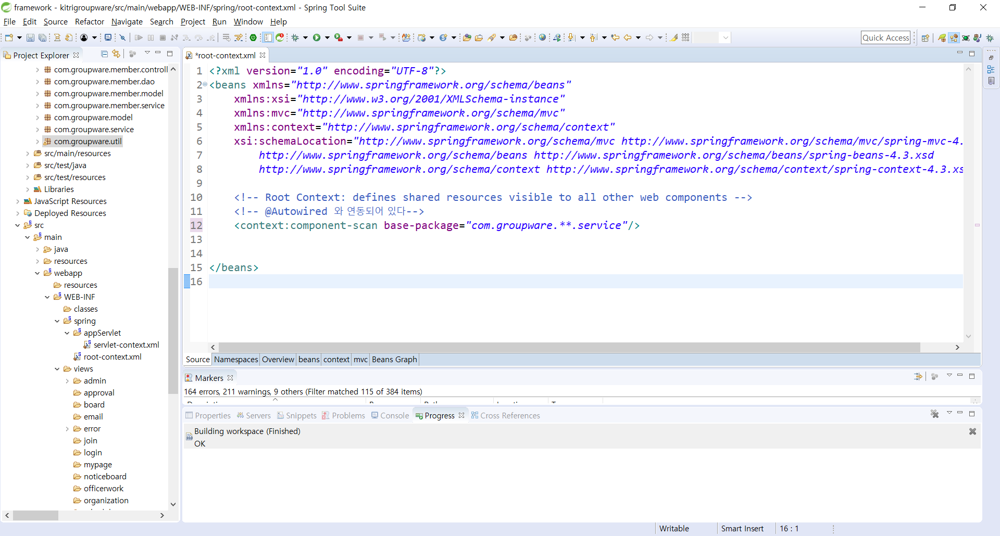 framework - kitrigroupware/src/main/webapp/WEB-INF/spring/root-context.xml - Spring Tool Suite
File Edit Source Refactor Navigate Search Project Run Window Help
Quick Access
Project Explorer
com.groupware.member.controll
com.groupware.member.dao
com.groupware.member.model
com.groupware.member.service
com.groupware.model
com.groupware.service
com.groupware.util
src/main/resources
src/test/java
src/test/resources
Libraries
JavaScript Resources
Deployed Resources
src
main
java
resources
webapp
resources
WEB-INF
classes
spring
appServlet
servlet-context.xml
root-context.xml
views
admin
approval
board
email
error
join
login
mypage
noticeboard
officerwork
organization
*root-context.xml
1 <?xml version="1.0" encoding="UTF-8"?>
2 <beans xmlns="http://www.springframework.org/schema/beans"
3 xmlns:xsi="http://www.w3.org/2001/XMLSchema-instance"
4 xmlns:mvc="http://www.springframework.org/schema/mvc"
5 xmlns:context="http://www.springframework.org/schema/context"
6 xsi:schemaLocation="http://www.springframework.org/schema/mvc http://www.springframework.org/schema/mvc/spring-mvc-4.
7 http://www.springframework.org/schema/beans http://www.springframework.org/schema/beans/spring-beans-4.3.xsd
8 http://www.springframework.org/schema/context http://www.springframework.org/schema/context/spring-context-4.3.xs
9
10 <!-- Root Context: defines shared resources visible to all other web components -->
11 <!-- @Autowired 와 연동되어 있다-->
12 <context:component-scan base-package="com.groupware.**.service"/>
13
14
15 </beans>
16
Source Namespaces Overview beans context mvc Beans Graph
Markers
164 errors, 211 warnings, 9 others (Filter matched 115 of 384 items)
Properties Servers Snippets Problems Console Progress Cross References
Building workspace (Finished)
OK
Writable Smart Insert 16 : 1